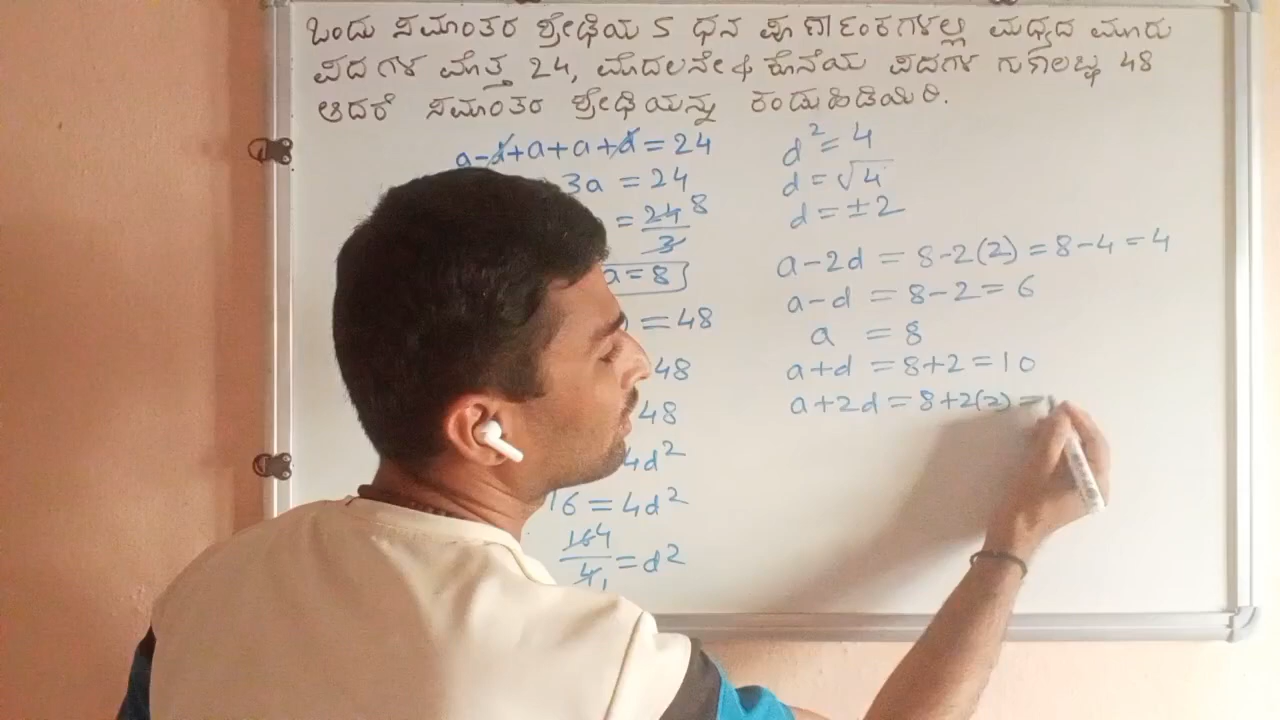 ಒಂದು ಸಮಾಂತರ ಶ್ರೇಢಿಯ 5 ಧನ ಪೂರ್ಣಾಂಕಗಳಲ್ಲಿ ಮಧ್ಯದ ಮೂರು
ಪದಗಳ ಮೊತ್ತ 24, ಮೊದಲನೇ & ಕೊನೆಯ ಪದಗಳ ಗುಣಲಬ್ಧ 48
ಆದರೆ ಸಮಾಂತರ ಶ್ರೇಢಿಯನ್ನು ಕಂಡುಹಿಡಿಯಿರಿ.
a-d+a+a+d = 24
3a = 24
= 24/3 8
a = 8
= 48
48
48
4d²
16 = 4d²
16/4 4 1 = d²
d² = 4
d = √4
d = ±2
a-2d = 8-2(2) = 8-4 = 4
a-d = 8-2 = 6
a = 8
a+d = 8+2 = 10
a+2d = 8+2(2) =